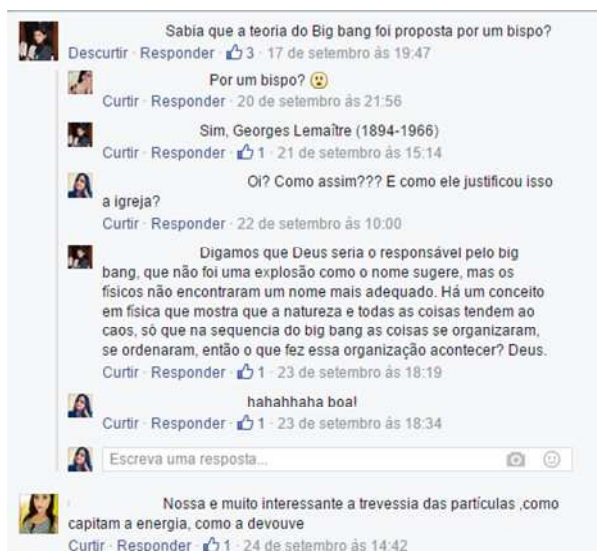 Sabia que a teoria do Big bang foi proposta por um bispo?
Descurtir · Responder · 3 · 17 de setembro às 19:47
Por um bispo?
Curtir · Responder · 20 de setembro às 21:56
Sim, Georges Lemaître (1894-1966)
Curtir · Responder · 1 · 21 de setembro às 15:14
Oi? Como assim??? E como ele justificou isso
a igreja?
Curtir · Responder · 22 de setembro às 10:00
Digamos que Deus seria o responsável pelo big
bang, que não foi uma explosão como o nome sugere, mas os
físicos não encontraram um nome mais adequado. Há um conceito
em física que mostra que a natureza e todas as coisas tendem ao
caos, só que na sequencia do big bang as coisas se organizaram,
se ordenaram, então o que fez essa organização acontecer? Deus.
Curtir · Responder · 1 · 23 de setembro às 18:19
hahahhaha boa!
Curtir · Responder · 1 · 23 de setembro às 18:34
Escreva uma resposta...
Nossa e muito interessante a trevessia das partículas ,como
capitam a energia, como a devouve
Curtir · Responder · 1 · 24 de setembro às 14:42